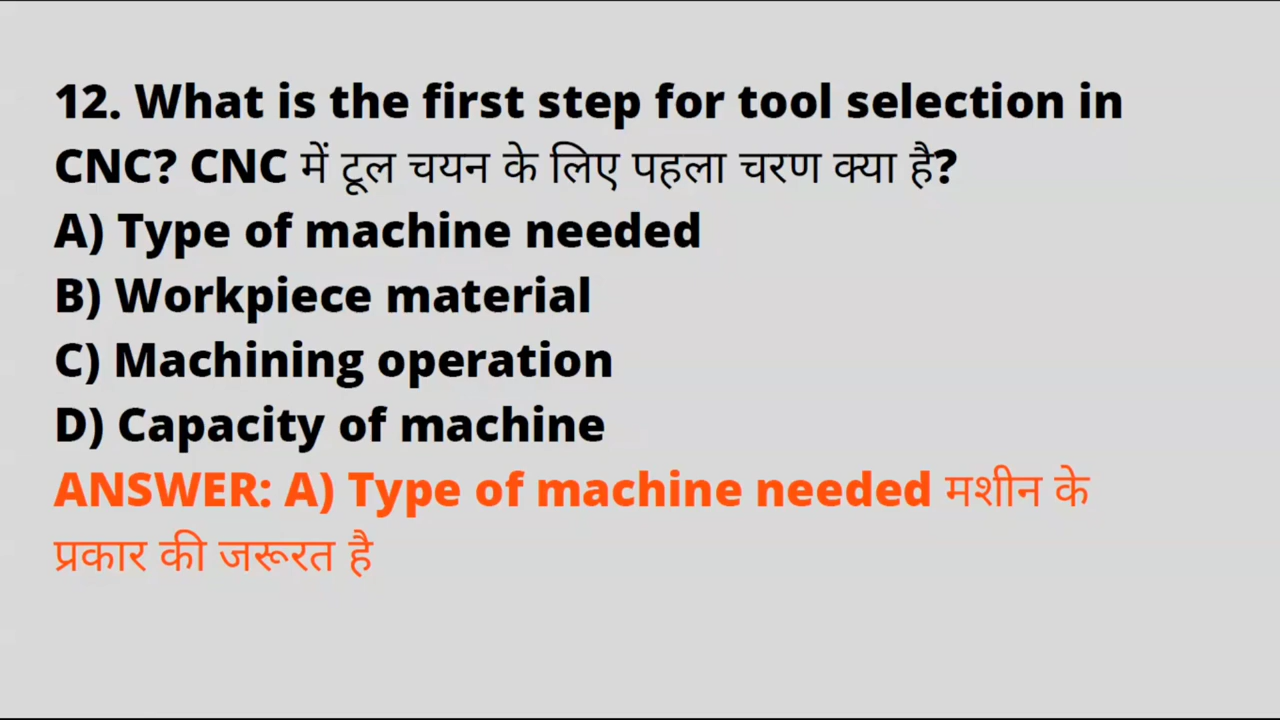 12. What is the first step for tool selection in
CNC? CNC में टूल चयन के लिए पहला चरण क्या है?
A) Type of machine needed
B) Workpiece material
C) Machining operation
D) Capacity of machine
ANSWER: A) Type of machine needed मशीन के
प्रकार की जरूरत है